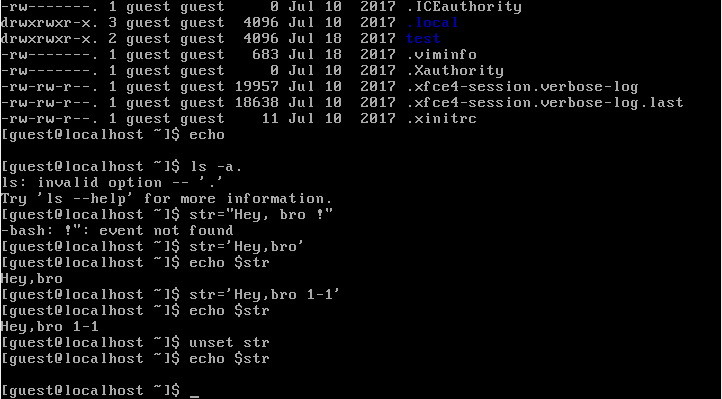 -rw-------. 1 guest guest     0 Jul 10  2017 .ICEauthority
drwxrwxr-x. 3 guest guest  4096 Jul 10  2017 .local
drwxrwxr-x. 2 guest guest  4096 Jul 18  2017 test
-rw-------. 1 guest guest   683 Jul 18  2017 .viminfo
-rw-------. 1 guest guest     0 Jul 10  2017 .Xauthority
-rw-rw-r--. 1 guest guest 19957 Jul 10  2017 .xfce4-session.verbose-log
-rw-rw-r--. 1 guest guest 18638 Jul 10  2017 .xfce4-session.verbose-log.last
-rw-rw-r--. 1 guest guest    11 Jul 10  2017 .xinitrc
[guest@localhost ~]$ echo
[guest@localhost ~]$ ls -a.
ls: invalid option -- '.'
Try 'ls --help' for more information.
[guest@localhost ~]$ str="Hey, bro !"
-bash: !": event not found
[guest@localhost ~]$ str='Hey,bro'
[guest@localhost ~]$ echo $str
Hey,bro
[guest@localhost ~]$ str='Hey,bro 1-1'
[guest@localhost ~]$ echo $str
Hey,bro 1-1
[guest@localhost ~]$ unset str
[guest@localhost ~]$ echo $str
[guest@localhost ~]$ _